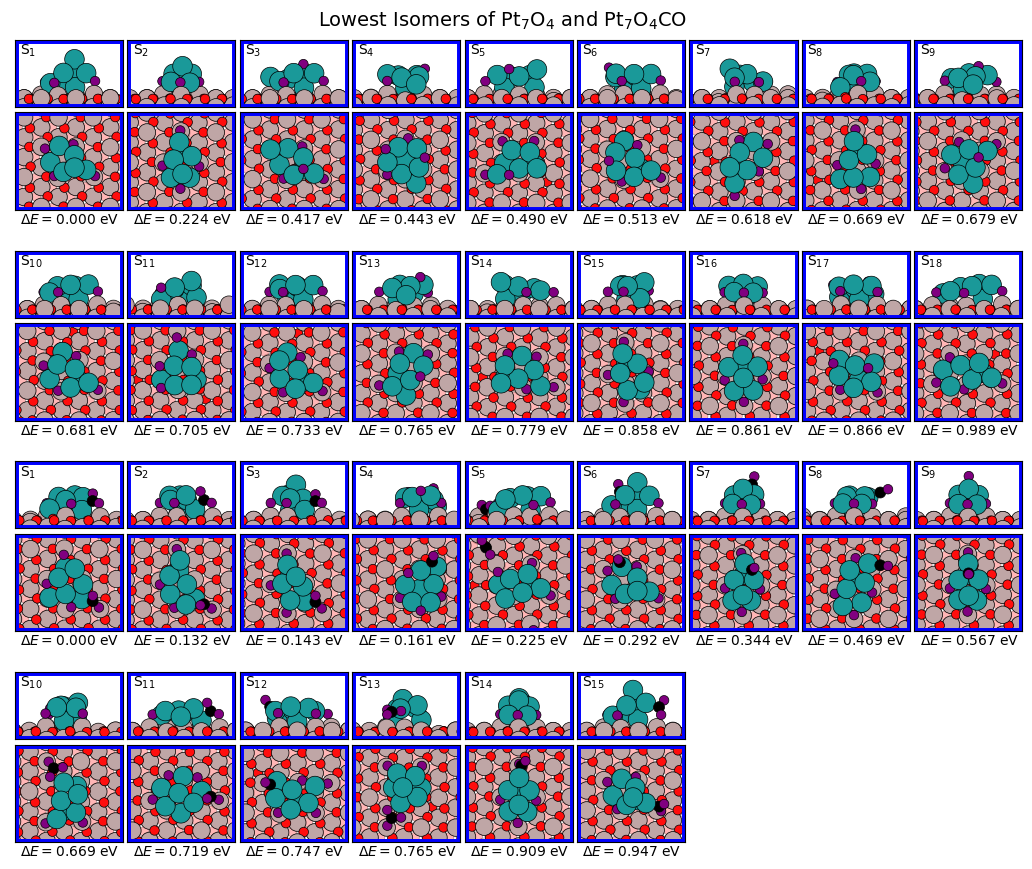 Lowest Isomers of Pt₇O₄ and Pt₇O₄CO
S₁ S₂ S₃ S₄ S₅ S₆ S₇ S₈ S₉
ΔE = 0.000 eV ΔE = 0.224 eV ΔE = 0.417 eV ΔE = 0.443 eV ΔE = 0.490 eV ΔE = 0.513 eV ΔE = 0.618 eV ΔE = 0.669 eV ΔE = 0.679 eV
S₁₀ S₁₁ S₁₂ S₁₃ S₁₄ S₁₅ S₁₆ S₁₇ S₁₈
ΔE = 0.681 eV ΔE = 0.705 eV ΔE = 0.733 eV ΔE = 0.765 eV ΔE = 0.779 eV ΔE = 0.858 eV ΔE = 0.861 eV ΔE = 0.866 eV ΔE = 0.989 eV
S₁ S₂ S₃ S₄ S₅ S₆ S₇ S₈ S₉
ΔE = 0.000 eV ΔE = 0.132 eV ΔE = 0.143 eV ΔE = 0.161 eV ΔE = 0.225 eV ΔE = 0.292 eV ΔE = 0.344 eV ΔE = 0.469 eV ΔE = 0.567 eV
S₁₀ S₁₁ S₁₂ S₁₃ S₁₄ S₁₅
ΔE = 0.669 eV ΔE = 0.719 eV ΔE = 0.747 eV ΔE = 0.765 eV ΔE = 0.909 eV ΔE = 0.947 eV